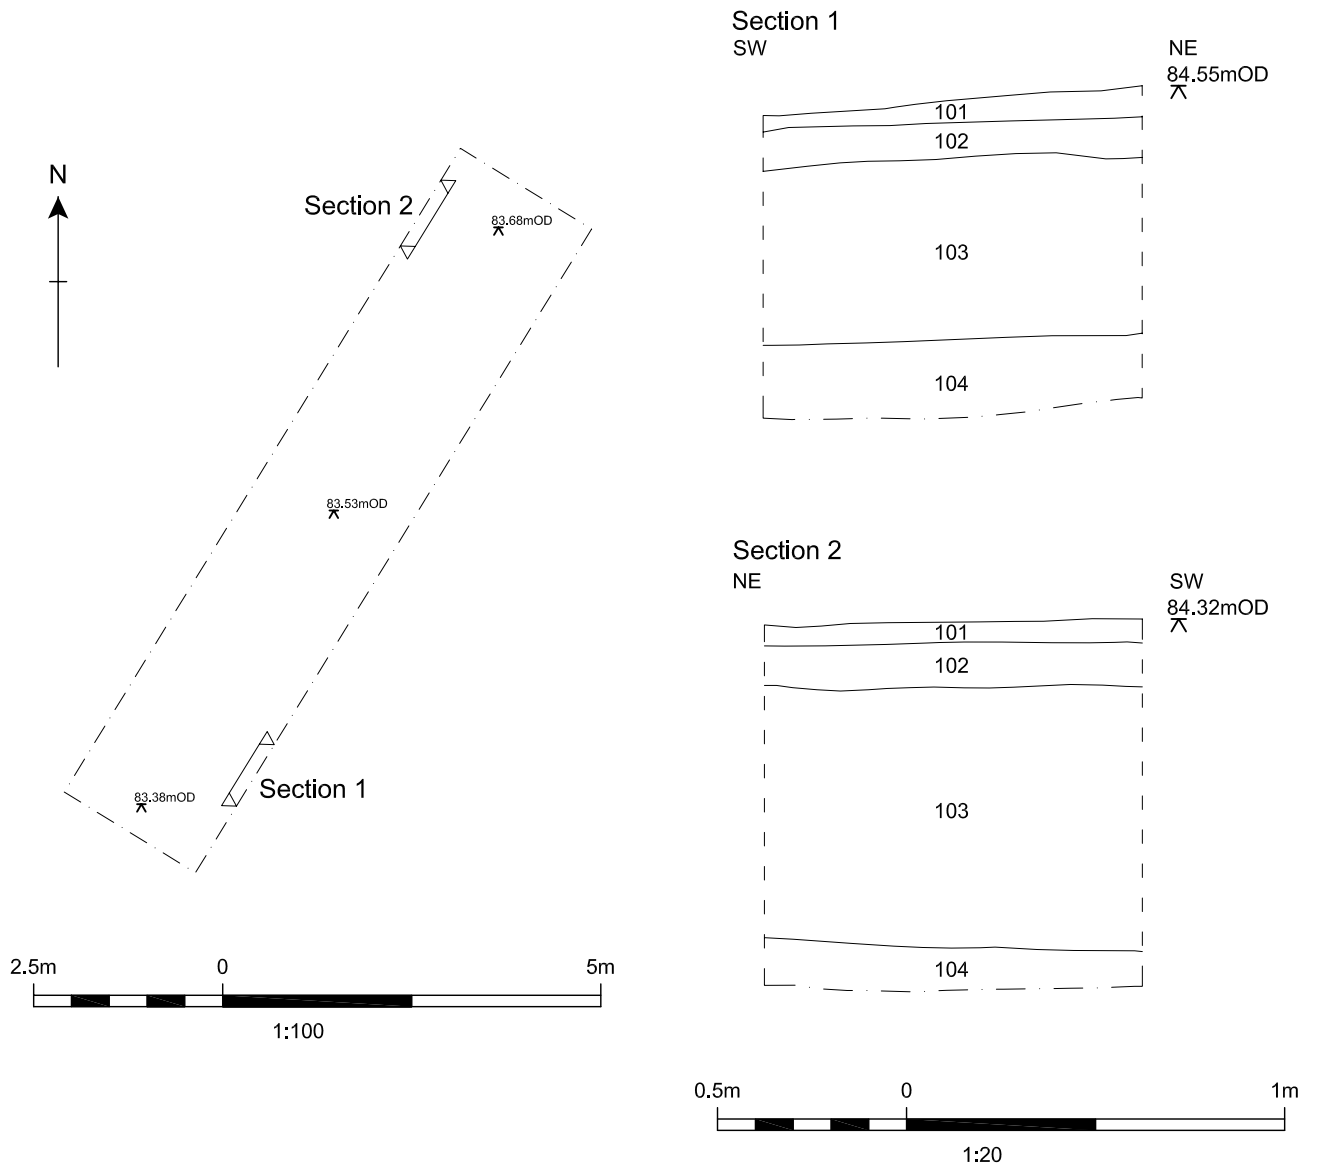 N
Section 2
83.68mOD
83.53mOD
83.38mOD
Section 1
2.5m 0 5m
1:100
Section 1
SW NE
84.55mOD
101
102
103
104
Section 2
NE SW
84.32mOD
101
102
103
104
0.5m 0 1m
1:20